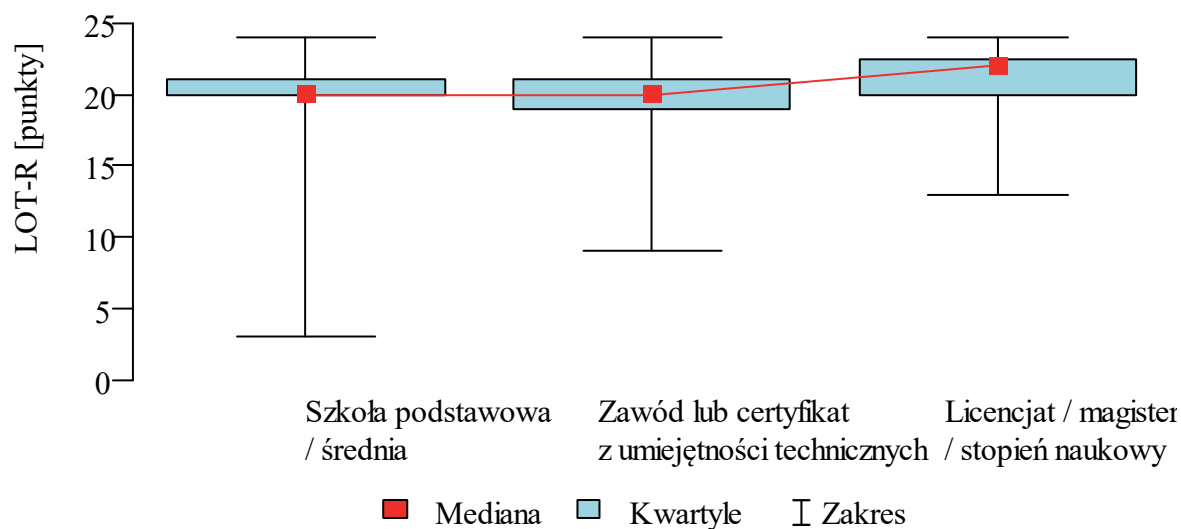 25
20
15
10
5
0
LOT-R [punkty]
Szkoła podstawowa
/ średnia
Zawód lub certyfikat
z umiejętności technicznych
Licencjat / magister
/ stopień naukowy
Mediana Kwartyle Zakres